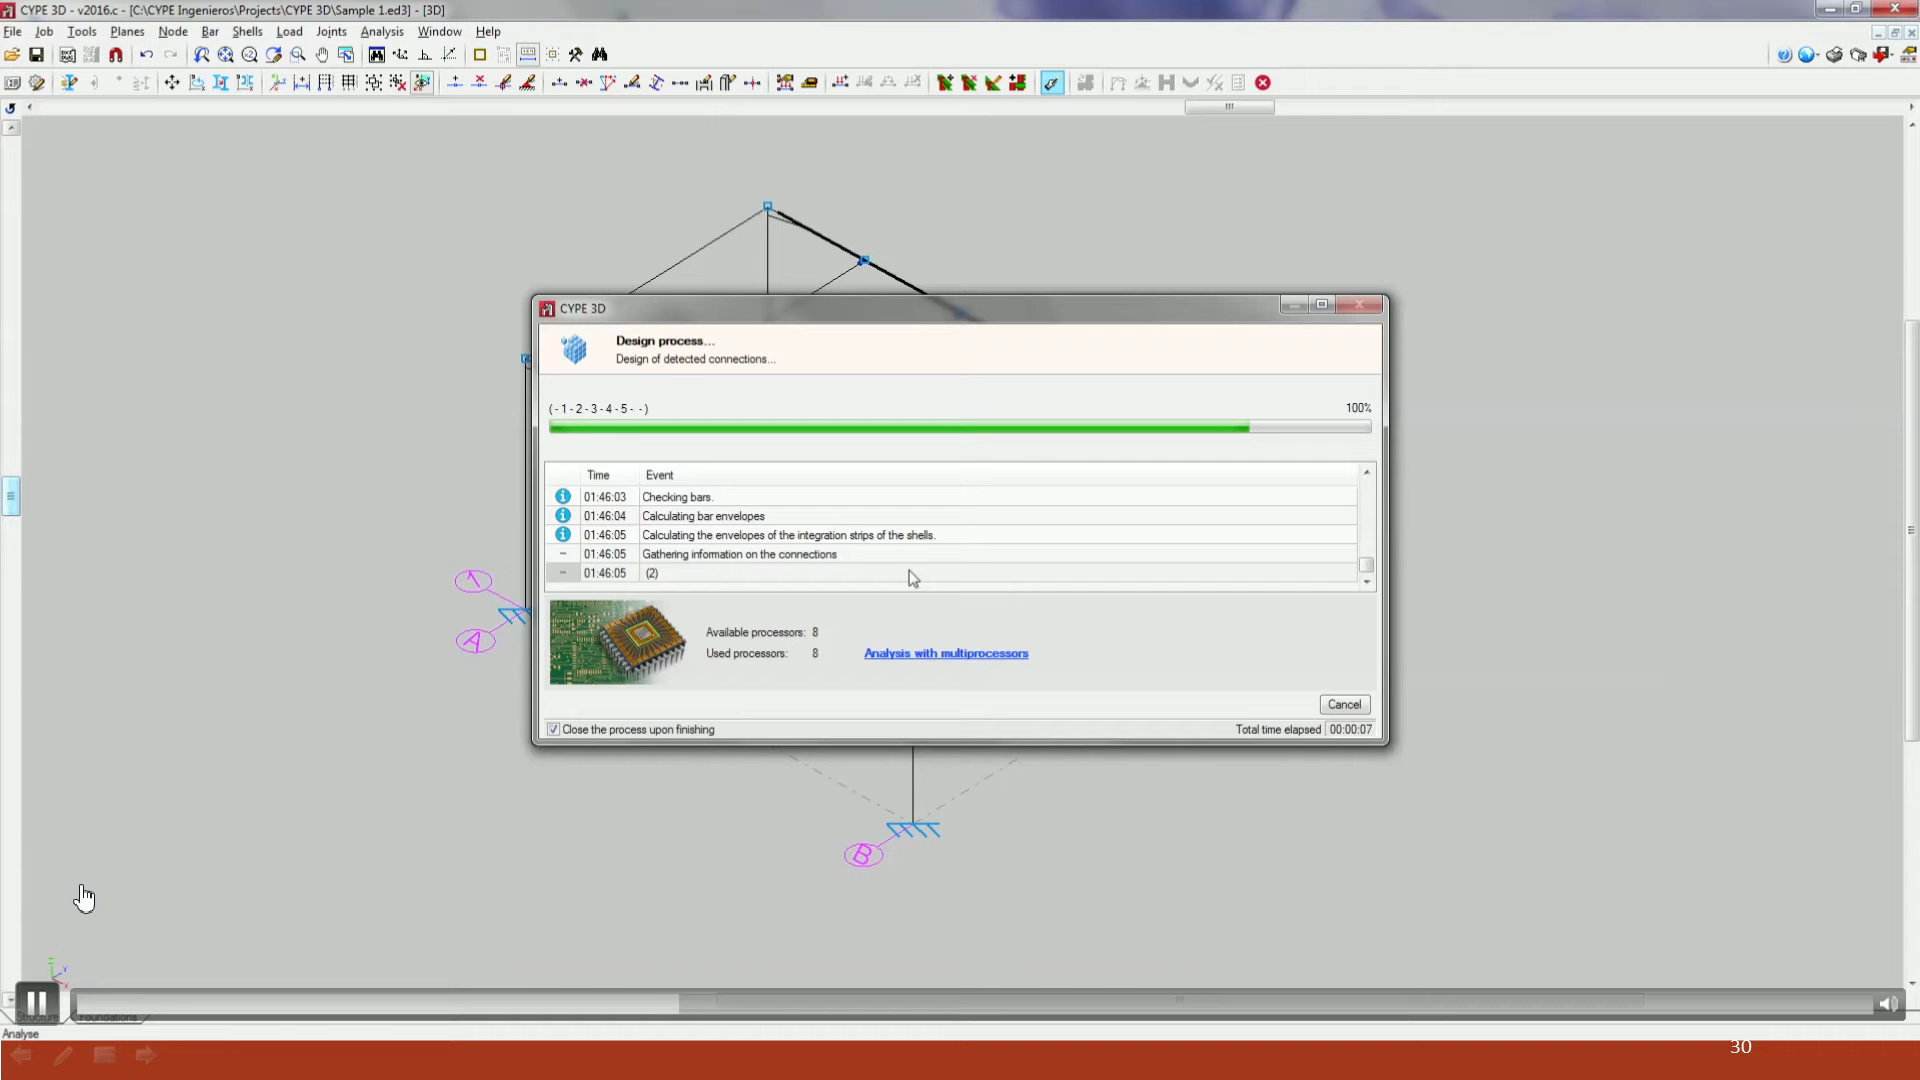 CYPE 3D - v2016.c - [C:\CYPE Ingenieros\Projects\CYPE 3D\Sample 1.ed3] - [3D]
File Job Tools Planes Node Bar Shells Load Joints Analysis Window Help
CYPE 3D
Design process...
Design of detected connections...
(-1-2-3-4-5- -) 100%
Time Event
01:46:03 Checking bars.
01:46:04 Calculating bar envelopes
01:46:05 Calculating the envelopes of the integration strips of the shells.
01:46:05 Gathering information on the connections
01:46:05 (2)
1
A
Available processors: 8
Used processors: 8 Analysis with multiprocessors
Cancel
Close the process upon finishing Total time elapsed 00:00:07
B
Structure Foundations
Analyse
30